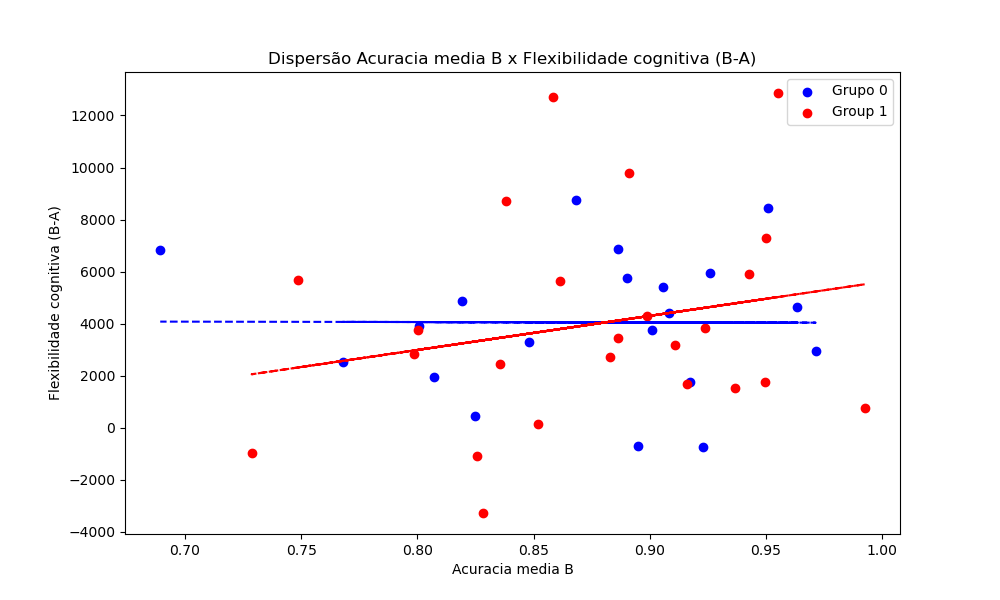 Dispersão Acuracia media B x Flexibilidade cognitiva (B-A)
Grupo 0
Group 1
12000
10000
8000
6000
4000
2000
0
−2000
−4000
Flexibilidade cognitiva (B-A)
0.70 0.75 0.80 0.85 0.90 0.95 1.00
Acuracia media B